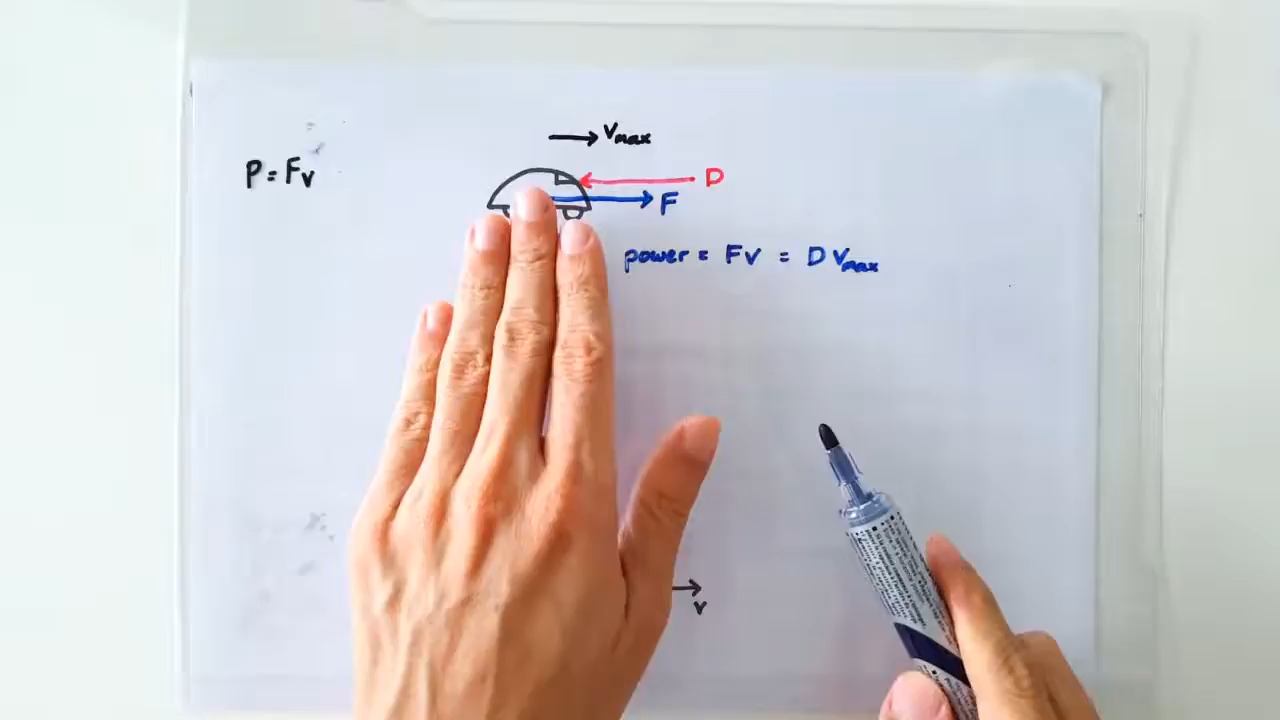 Vmax
P = Fv
D
F
power = Fv = D Vmax
v